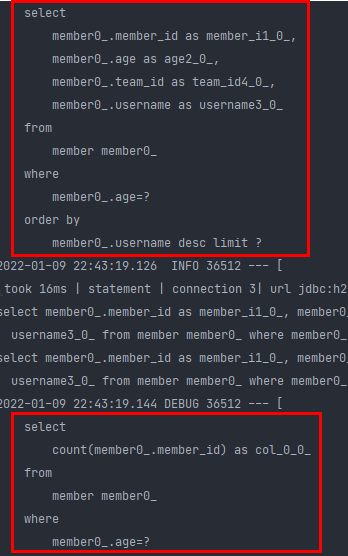 select
member0_.member_id as member_i1_0_,
member0_.age as age2_0_,
member0_.team_id as team_id4_0_,
member0_.username as username3_0_
from
member member0_
where
member0_.age=?
order by
member0_.username desc limit ?
2022-01-09 22:43:19.126  INFO 36512 --- [
took 16ms | statement | connection 3| url jdbc:h2
select member0_.member_id as member_i1_0_, member0_
username3_0_ from member member0_ where member0_
select member0_.member_id as member_i1_0_, member0_
username3_0_ from member member0_ where member0_
2022-01-09 22:43:19.144 DEBUG 36512 --- [
select
count(member0_.member_id) as col_0_0_
from
member member0_
where
member0_.age=?